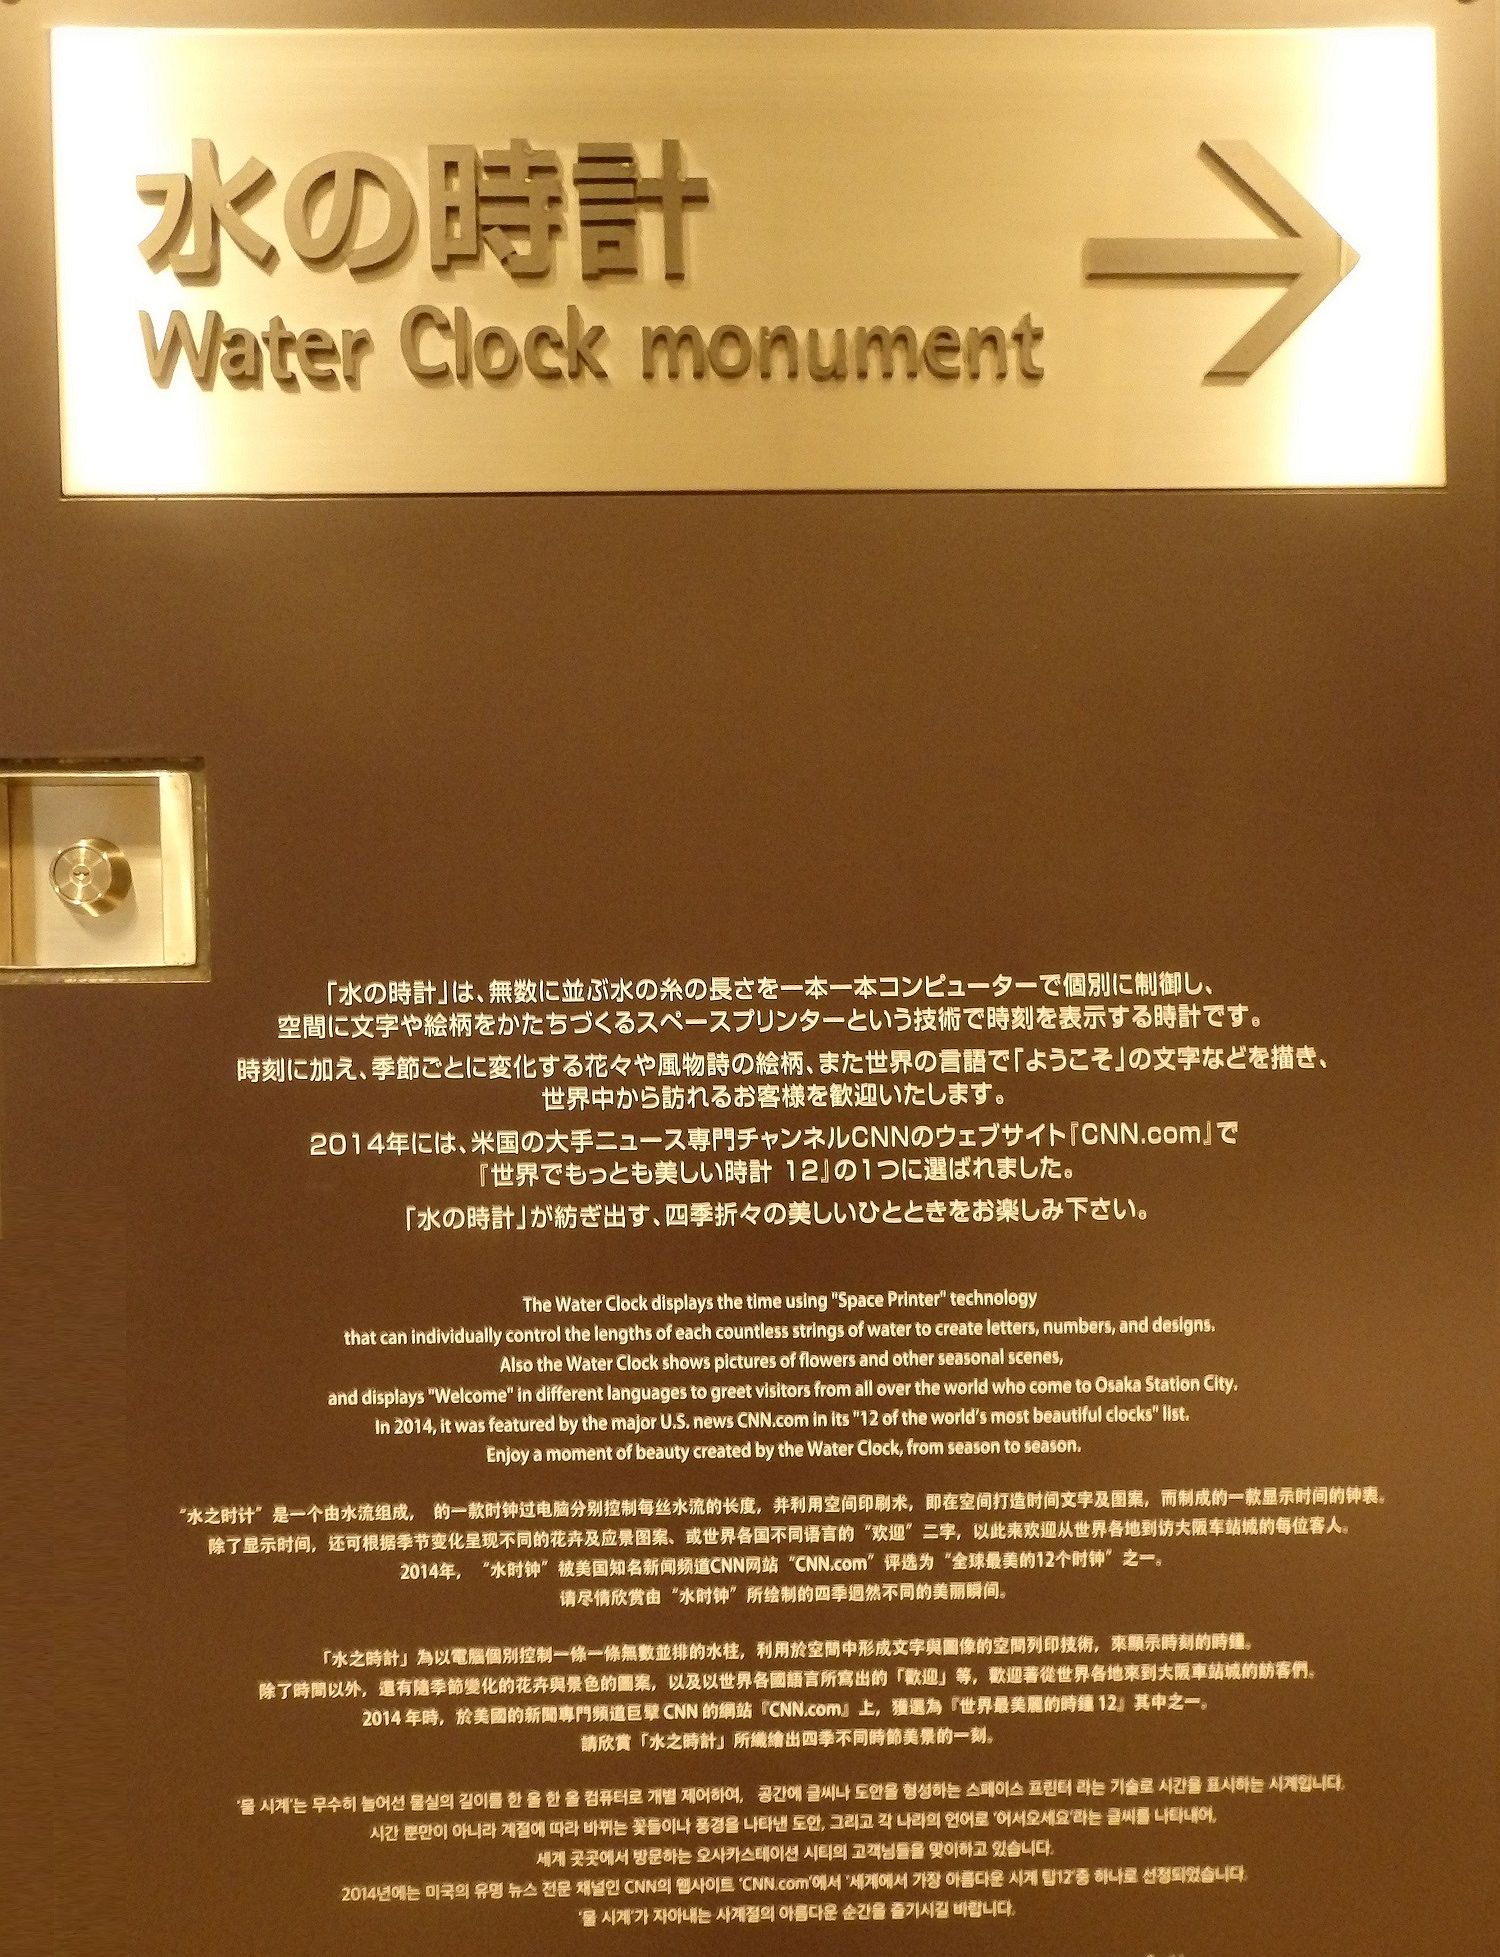 水の時計
Water Clock monument
「水の時計」は、無数に並ぶ水の糸の長さを一本一本コンピューターで個別に制御し、
空間に文字や絵柄をかたちづくるスペースプリンターという技術で時刻を表示する時計です。
時刻に加え、季節ごとに変化する花々や風物詩の絵柄、また世界の言語で「ようこそ」の文字などを描き、
世界中から訪れるお客様を歓迎いたします。
2014年には、米国の大手ニュース専門チャンネルCNNのウェブサイト『CNN.com』で
『世界でもっとも美しい時計 12』の1つに選ばれました。
「水の時計」が紡ぎ出す、四季折々の美しいひとときをお楽しみ下さい。
The Water Clock displays the time using "Space Printer" technology
that can individually control the lengths of each countless strings of water to create letters, numbers, and designs.
Also the Water Clock shows pictures of flowers and other seasonal scenes,
and displays "Welcome" in different languages to greet visitors from all over the world who come to Osaka Station City.
In 2014, it was featured by the major U.S. news CNN.com in its "12 of the world's most beautiful clocks" list.
Enjoy a moment of beauty created by the Water Clock, from season to season.
“水之时计”是一个由水流组成， 的一款时钟过电脑分别控制每丝水流的长度，并利用空间印刷术，即在空间打造时间文字及图案，而制成的一款显示时间的钟表。
除了显示时间，还可根据季节变化呈现不同的花卉及应景图案、或世界各国不同语言的“欢迎”二字，以此来欢迎从世界各地到访大阪车站城的每位客人。
2014年，“水时钟”被美国知名新闻频道CNN网站“CNN.com”评选为“全球最美的12个时钟”之一。
请尽情欣赏由“水时钟”所绘制的四季迥然不同的美丽瞬间。
「水之時計」為以電腦個別控制一條一條無數並排的水柱，利用於空間中形成文字與圖像的空間列印技術，來顯示時刻的時鐘。
除了時間以外，還有隨季節變化的花卉與景色的圖案，以及以世界各國語言所寫出的「歡迎」等，歡迎著從世界各地來到大阪車站城的訪客們。
2014 年時，於美國的新聞專門頻道巨擘 CNN 的網站『CNN.com』上，獲選為『世界最美麗的時鐘 12』其中之一。
請欣賞「水之時計」所織繪出四季不同時節美景的一刻。
‘물 시계’는 무수히 늘어선 물실의 길이를 한 올 한 올 컴퓨터로 개별 제어하여, 공간에 글씨나 도안을 형성하는 스페이스 프린터 라는 기술로 시간을 표시하는 시계입니다.
시간 뿐만이 아니라 계절에 따라 바뀌는 꽃들이나 풍경을 나타낸 도안, 그리고 각 나라의 언어로 ‘어서오세요’라는 글씨를 나타내어,
세계 곳곳에서 방문하는 오사카스테이션 시티의 고객님들을 맞이하고 있습니다.
2014년에는 미국의 유명 뉴스 전문 채널인 CNN의 웹사이트 ‘CNN.com’에서 ‘세계에서 가장 아름다운 시계 탑12’중 하나로 선정되었습니다.
‘물 시계’가 자아내는 사계절의 아름다운 순간을 즐기시길 바랍니다.